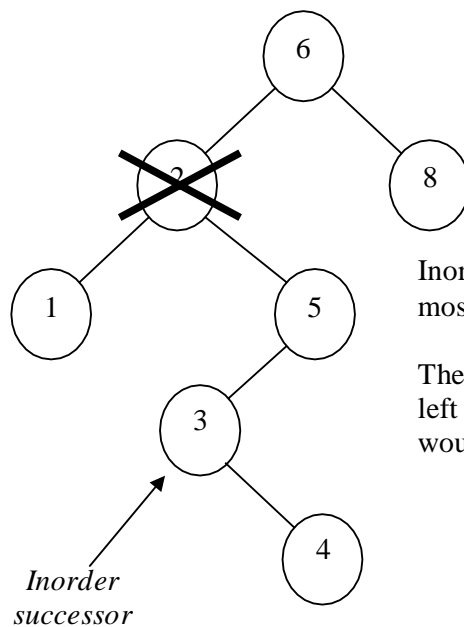 6
2
8
1
5
Inor
mos
The
left
wou
3
4
Inorder
successor